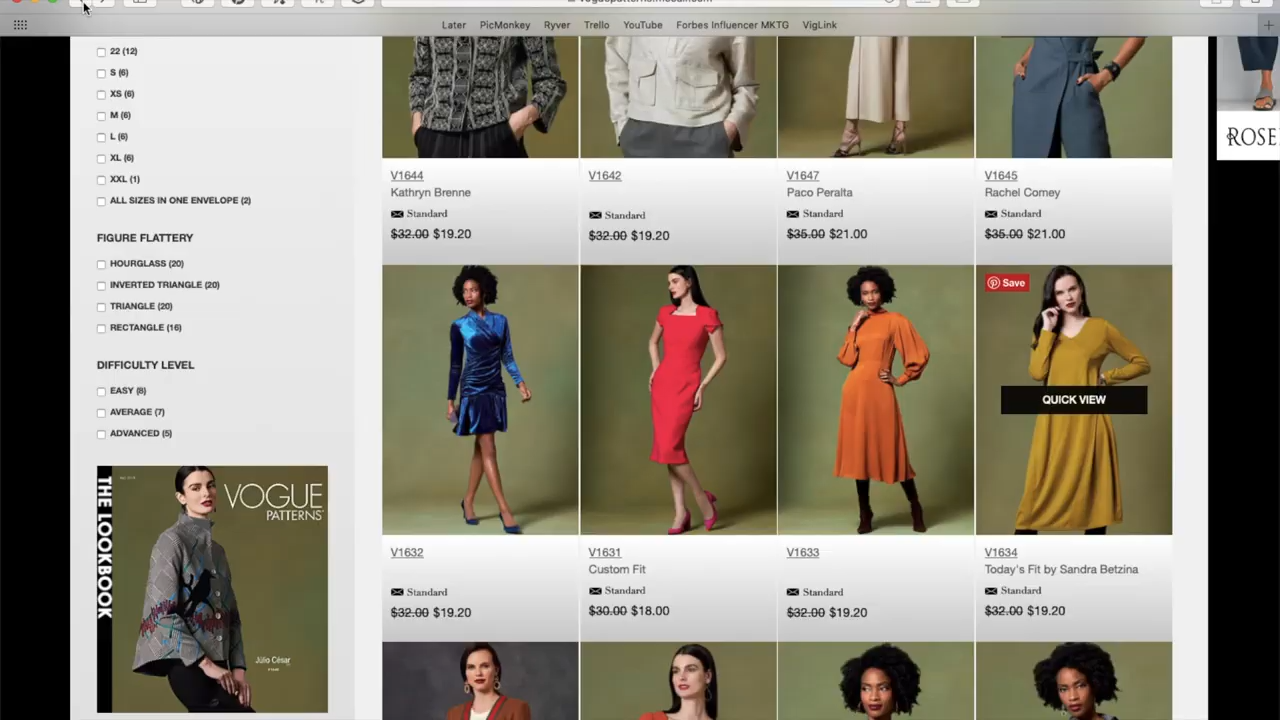 Later PicMonkey Ryver Trello YouTube Forbes Influencer MKTG VigLink
22 (12)
S (6)
XS (6)
M (6)
L (6)
XL (6)
XXL (1)
ALL SIZES IN ONE ENVELOPE (2)
FIGURE FLATTERY
HOURGLASS (20)
INVERTED TRIANGLE (20)
TRIANGLE (20)
RECTANGLE (16)
DIFFICULTY LEVEL
EASY (8)
AVERAGE (7)
ADVANCED (5)
THE LOOKBOOK
VOGUE
PATTERNS
Júlio César
V1644
Kathryn Brenne
Standard
$32.00 $19.20
V1642
Standard
$32.00 $19.20
V1647
Paco Peralta
Standard
$35.00 $21.00
V1645
Rachel Comey
Standard
$35.00 $21.00
Save
QUICK VIEW
V1632
Standard
$32.00 $19.20
V1631
Custom Fit
Standard
$30.00 $18.00
V1633
Standard
$32.00 $19.20
V1634
Today's Fit by Sandra Betzina
Standard
$32.00 $19.20